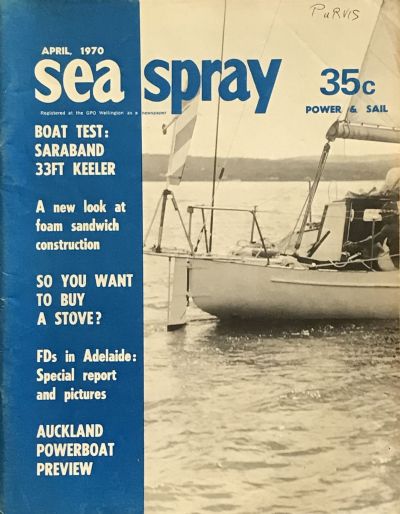 PURVIS
APRIL, 1970
sea spray
35c
Registered at the GPO Wellington as a newspaper
POWER & SAIL
BOAT TEST:
SARABAND
33FT KEELER
A new look at
foam sandwich
construction
SO YOU WANT
TO BUY
A STOVE?
FDs in Adelaide:
Special report
and pictures
AUCKLAND
POWERBOAT
PREVIEW